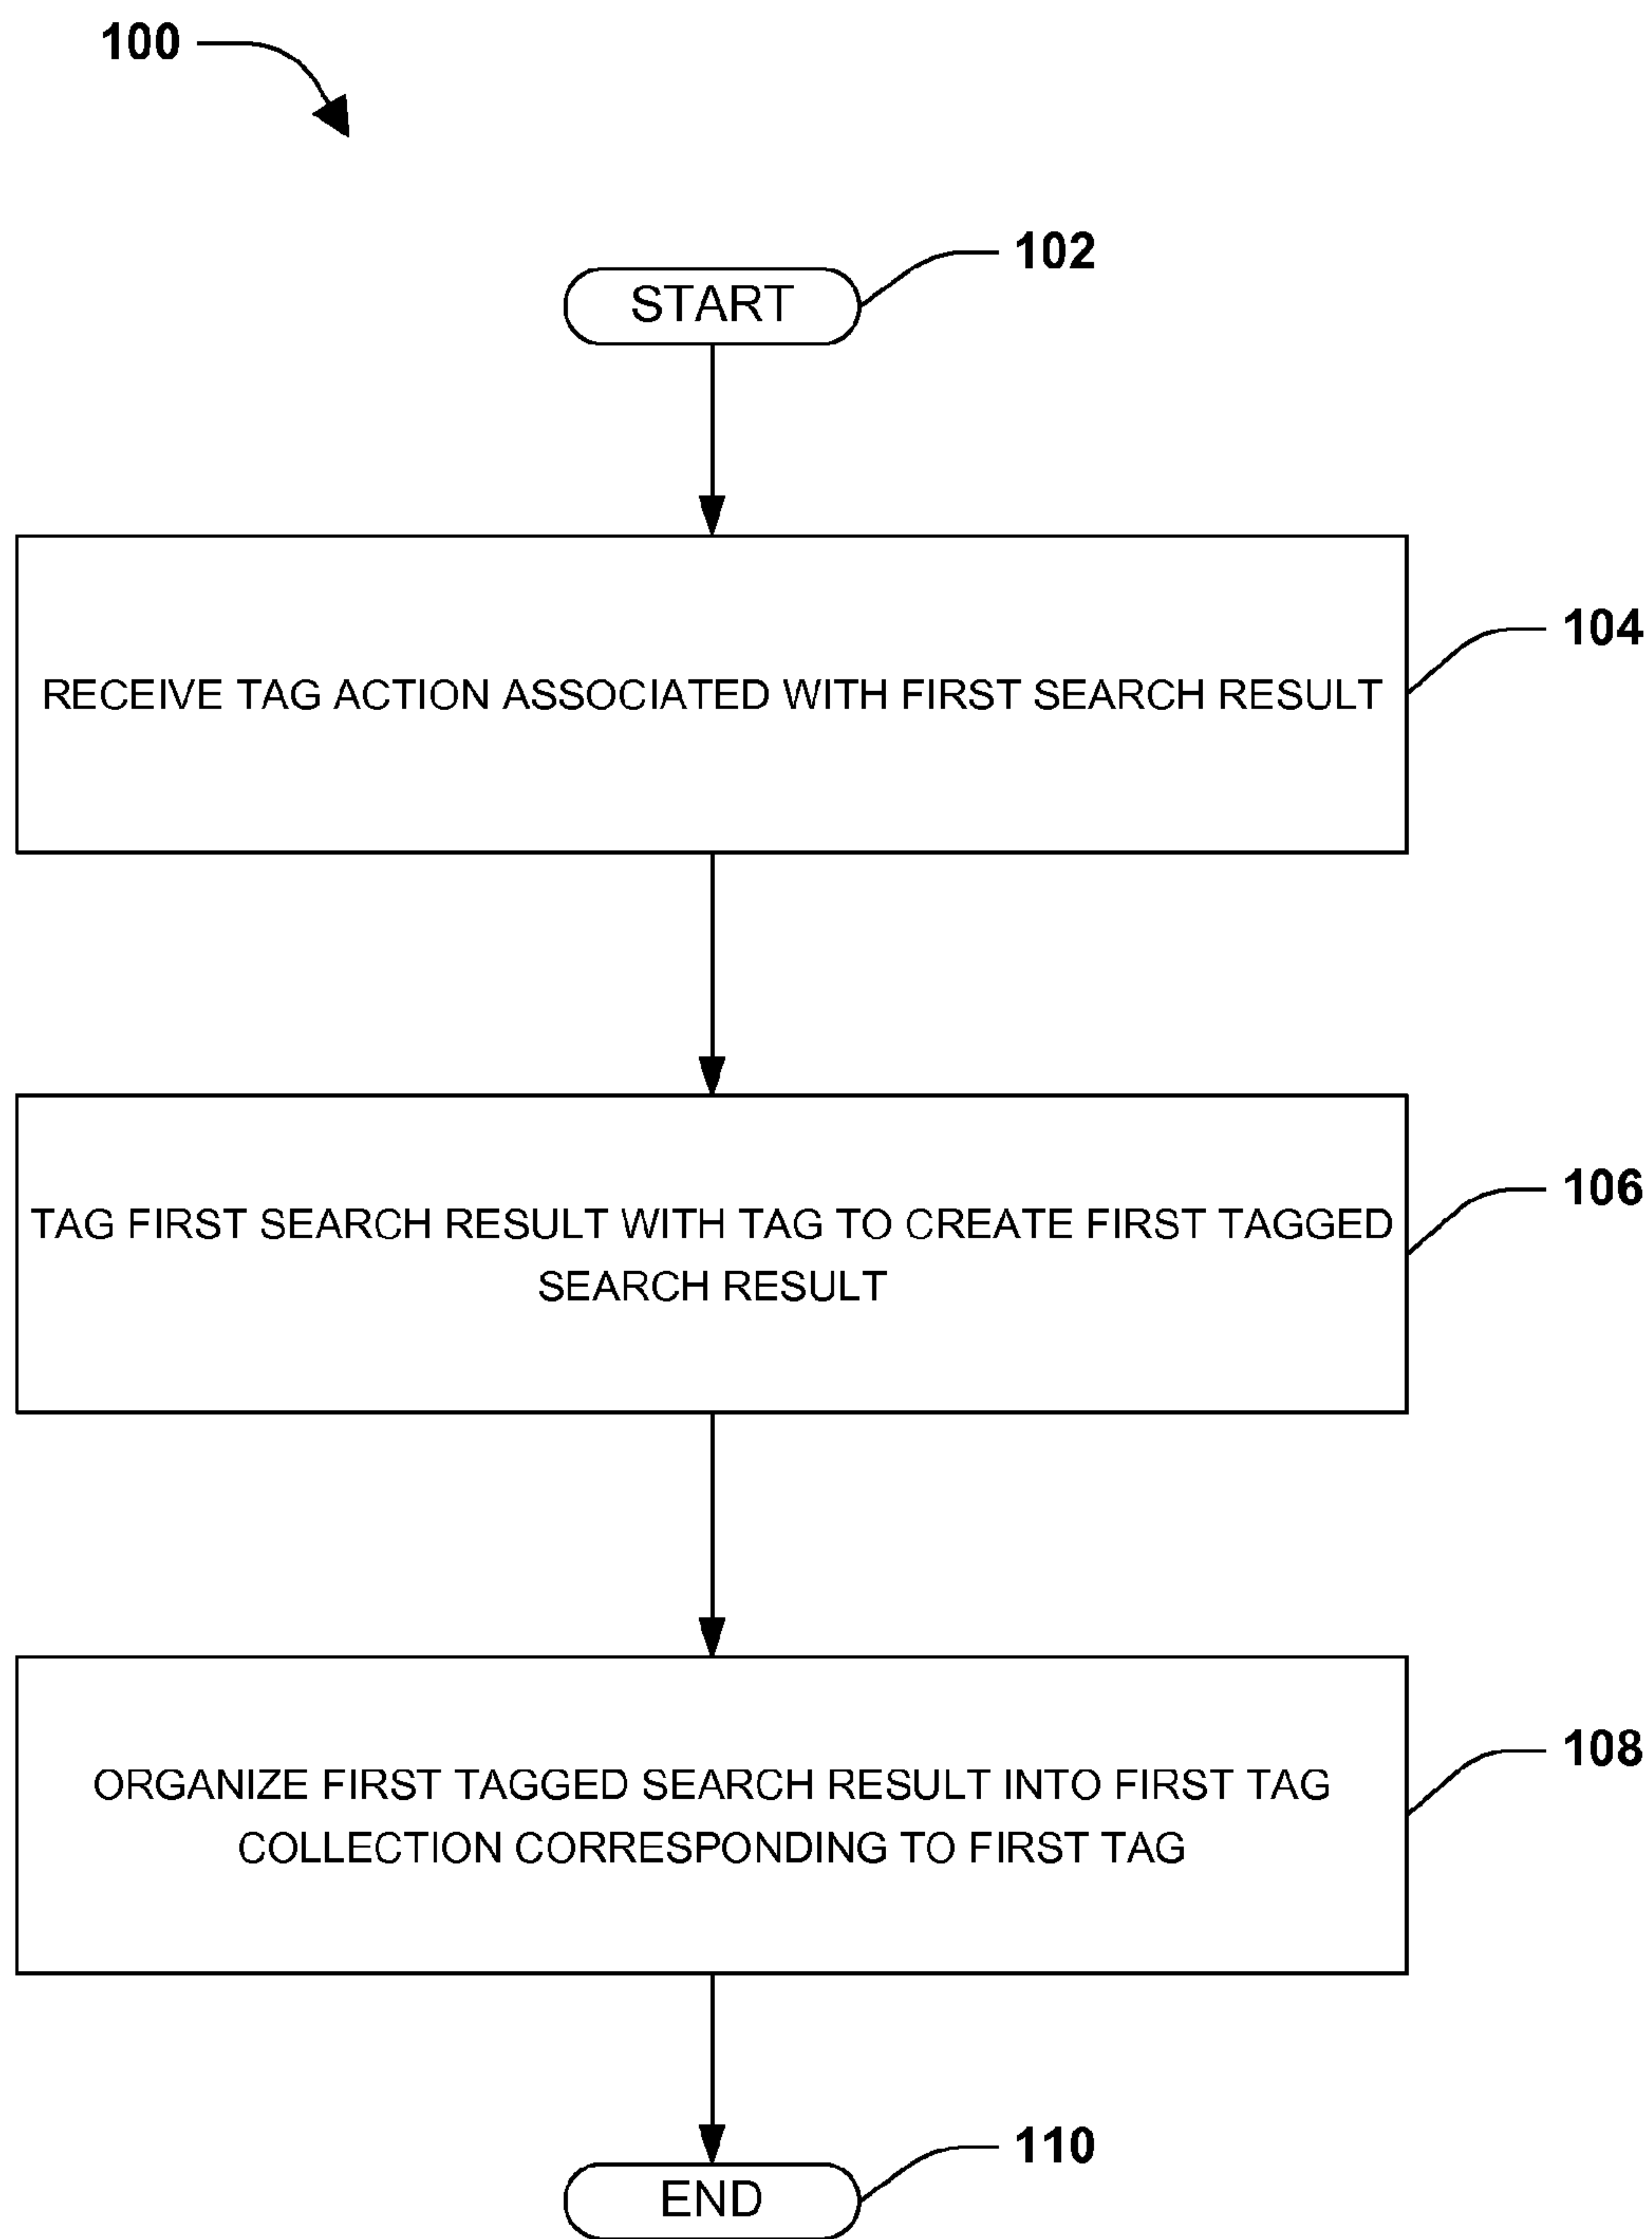 100
START
102
RECEIVE TAG ACTION ASSOCIATED WITH FIRST SEARCH RESULT
104
TAG FIRST SEARCH RESULT WITH TAG TO CREATE FIRST TAGGED
SEARCH RESULT
106
ORGANIZE FIRST TAGGED SEARCH RESULT INTO FIRST TAG
COLLECTION CORRESPONDING TO FIRST TAG
108
END
110